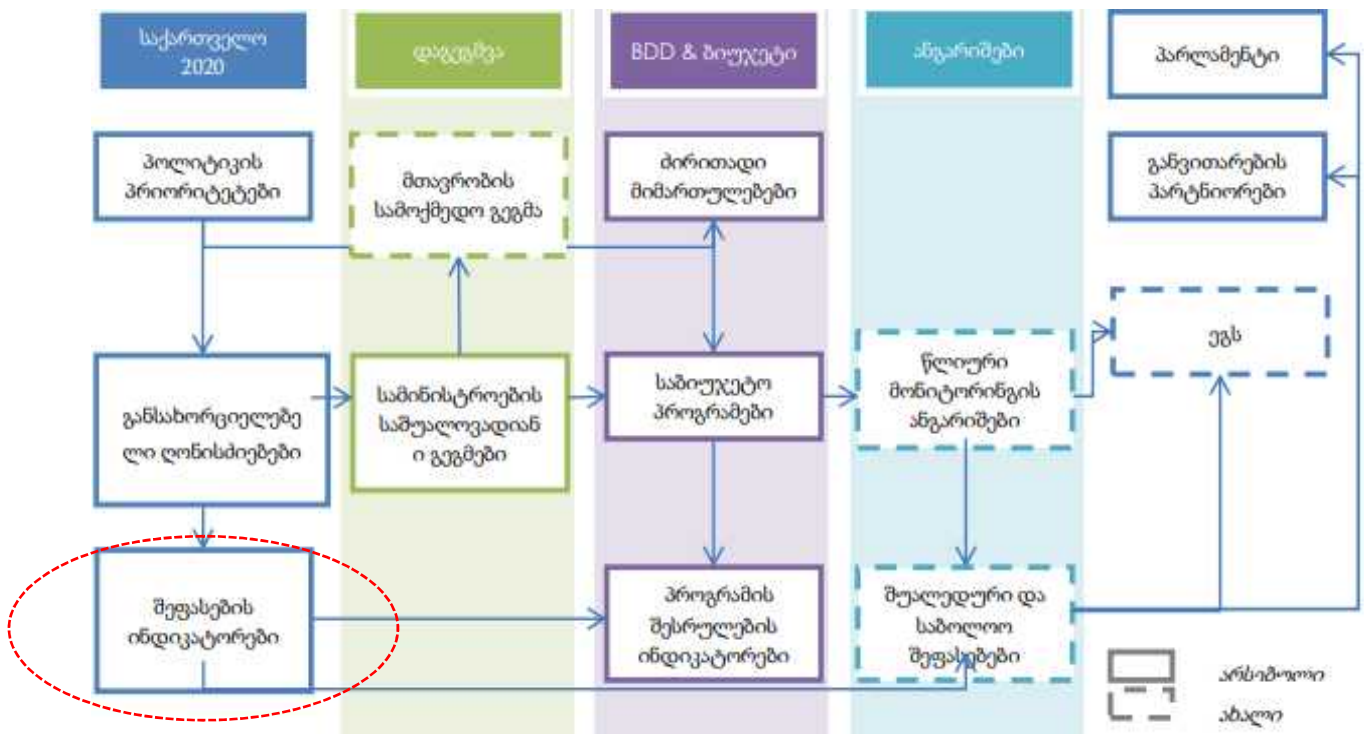 საქართველო
2020
დაგეგმვა
BDD & ბიუჯეტი
ანგარიშები
პარლამენტი
პოლიტიკის
პრიორიტეტები
მთავრობის
სამოქმედო გეგმა
ძირითადი
მიმართულებები
განვითარების
პარტნიორები
ეგს
განსახორციელებე
ლი ღონისძიებები
სამინისტროების
საშუალოვადიან
ი გეგმები
საბიუჯეტო
პროგრამები
წლიური
მონიტორინგის
ანგარიშები
შეფასების
ინდიკატორები
პროგრამის
შესრულების
ინდიკატორები
შუალედური და
საბოლოო
შეფასებები
არსებული
ახალი